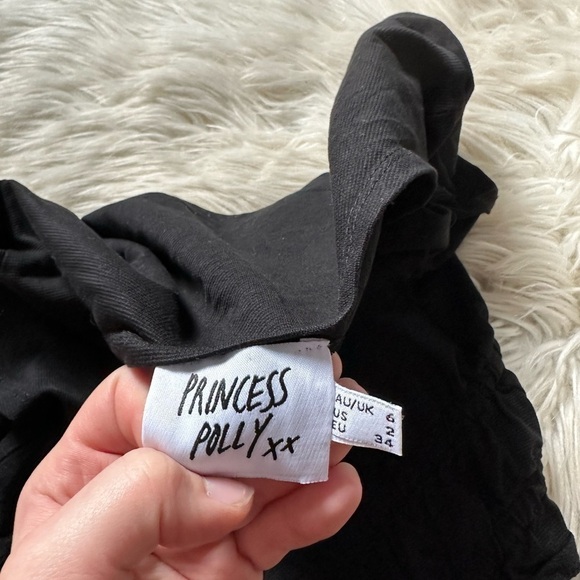 PRINCESS
POLLY xx
AU/UK 6
US 2
EU 34